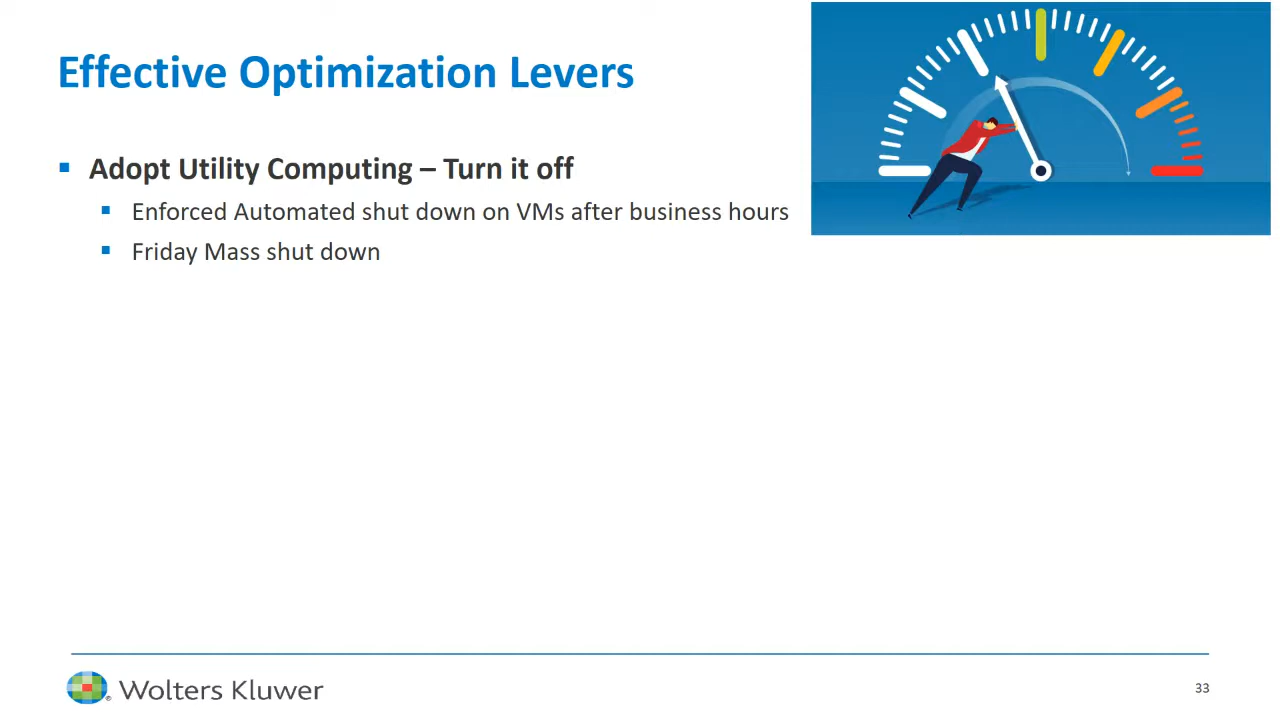 Effective Optimization Levers
Adopt Utility Computing – Turn it off
Enforced Automated shut down on VMs after business hours
Friday Mass shut down
Wolters Kluwer
33